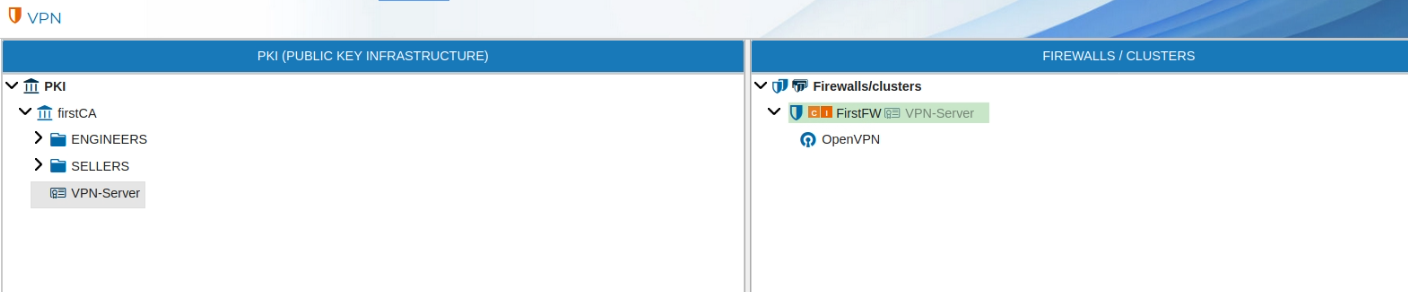 VPN
PKI (PUBLIC KEY INFRASTRUCTURE)
PKI
firstCA
ENGINEERS
SELLERS
VPN-Server
FIREWALLS / CLUSTERS
Firewalls/clusters
C I FirstFW VPN-Server
OpenVPN